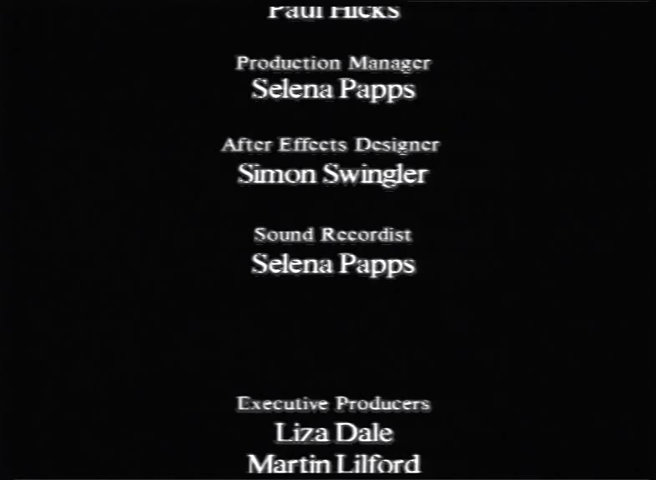 Paul Hicks
Production Manager
Selena Papps
After Effects Designer
Simon Swingler
Sound Recordist
Selena Papps
Executive Producers
Liza Dale
Martin Lilford